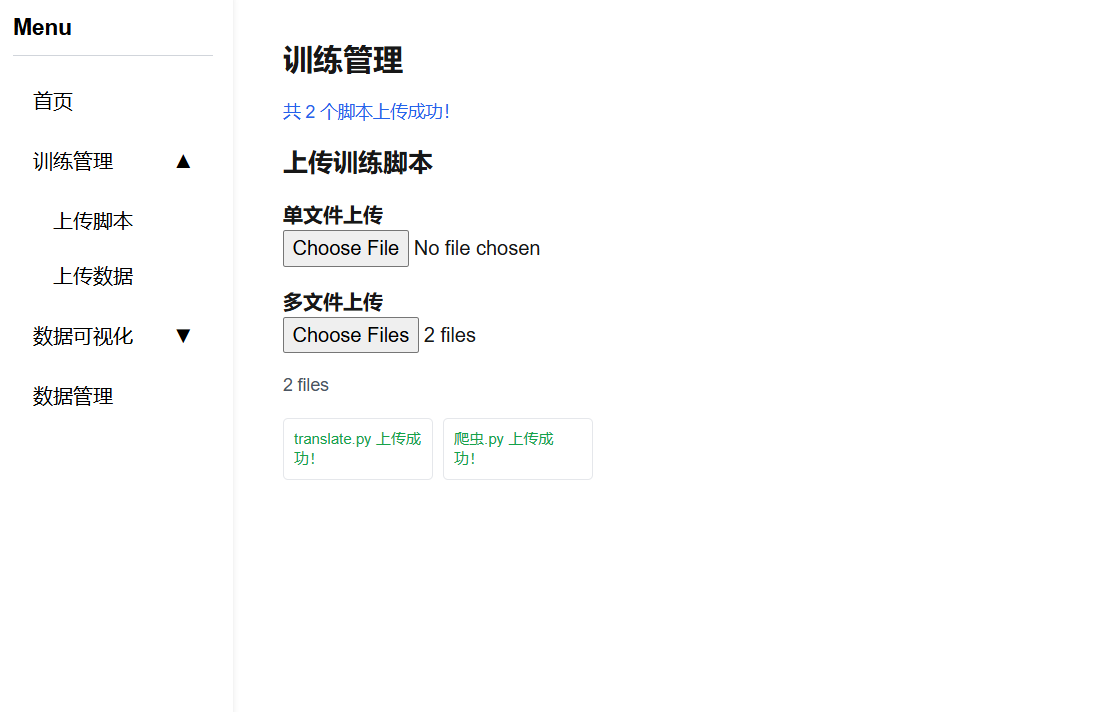 Menu
首页
训练管理 ▲
上传脚本
上传数据
数据可视化 ▼
数据管理
训练管理
共 2 个脚本上传成功!
上传训练脚本
单文件上传
Choose File No file chosen
多文件上传
Choose Files 2 files
2 files
translate.py 上传成
功!
爬虫.py 上传成
功!